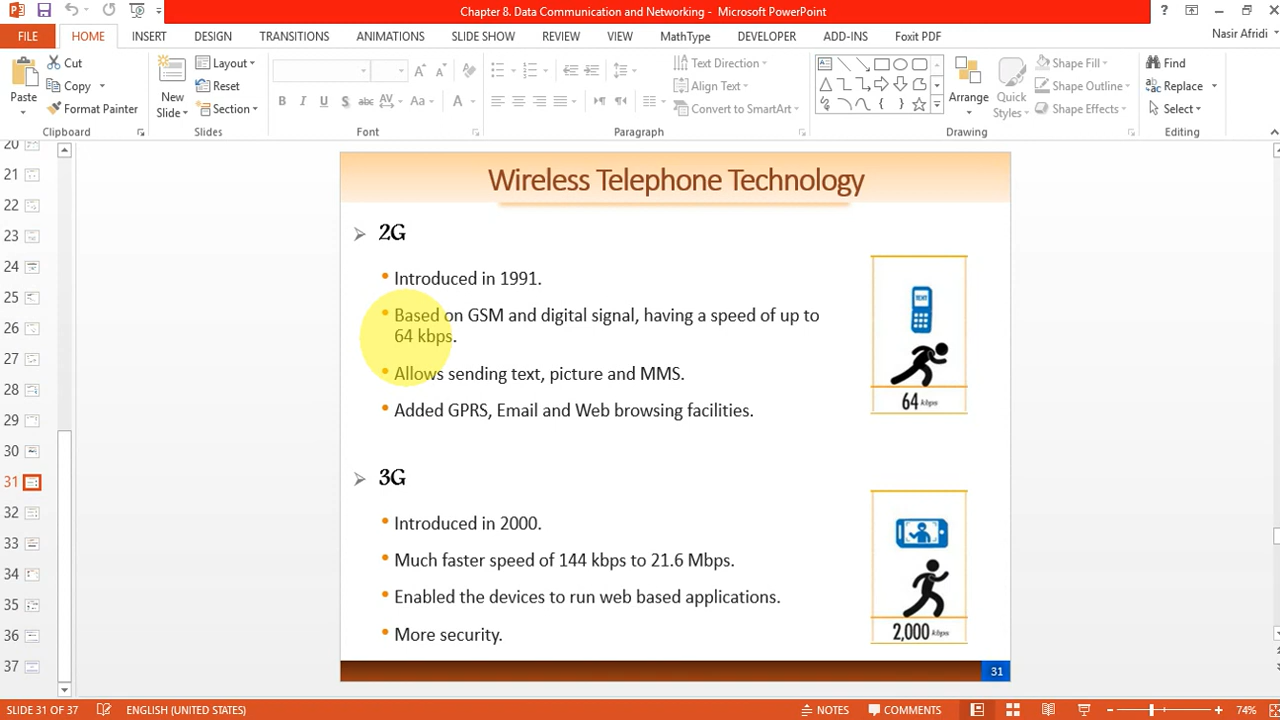 Chapter 8. Data Communication and Networking - Microsoft PowerPoint
?
FILE HOME INSERT DESIGN TRANSITIONS ANIMATIONS SLIDE SHOW REVIEW VIEW MathType DEVELOPER ADD-INS Foxit PDF
Nasir Afridi
Paste
Cut
Copy
Format Painter
Clipboard
New
Slide
Layout
Reset
Section
Slides
B I U S abc AV Aa A
Font
Text Direction
Align Text
Convert to SmartArt
Paragraph
Arrange
Quick
Styles
Shape Fill
Shape Outline
Shape Effects
Drawing
Find
Replace
Select
Editing
20
21
22
23
24
25
26
27
28
29
30
31
32
33
34
35
36
37
Wireless Telephone Technology
2G
Introduced in 1991.
Based on GSM and digital signal, having a speed of up to
64 kbps.
Allows sending text, picture and MMS.
Added GPRS, Email and Web browsing facilities.
TEXT
64 kbps
3G
Introduced in 2000.
Much faster speed of 144 kbps to 21.6 Mbps.
Enabled the devices to run web based applications.
More security.
2,000 kbps
31
SLIDE 31 OF 37 ENGLISH (UNITED STATES) NOTES COMMENTS 74%